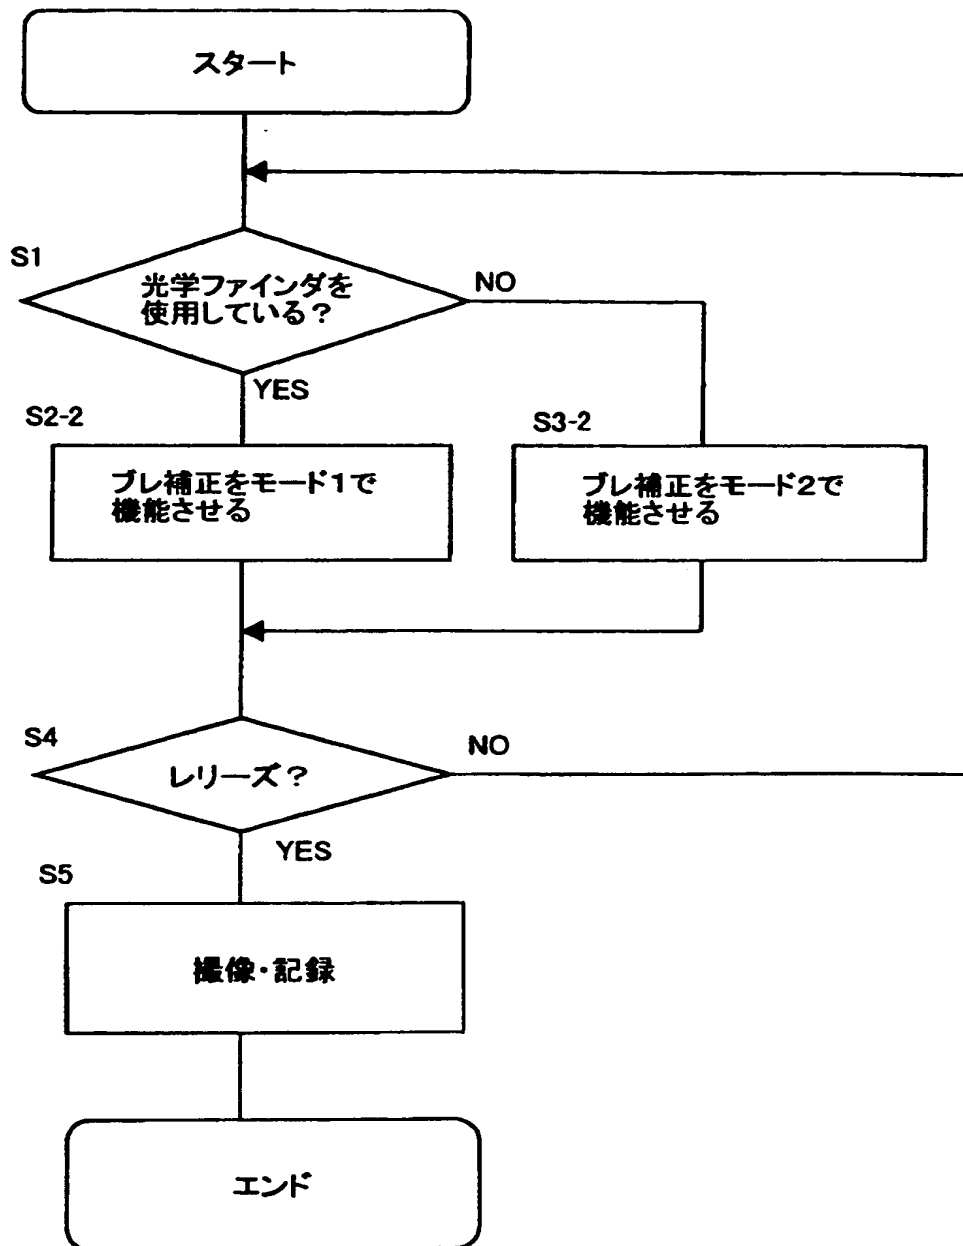 スタート
S1
光学ファインダを
使用している？
NO
YES
S2-2
ブレ補正をモード1で
機能させる
S3-2
ブレ補正をモード2で
機能させる
S4
レリーズ？
NO
YES
S5
撮像・記録
エンド